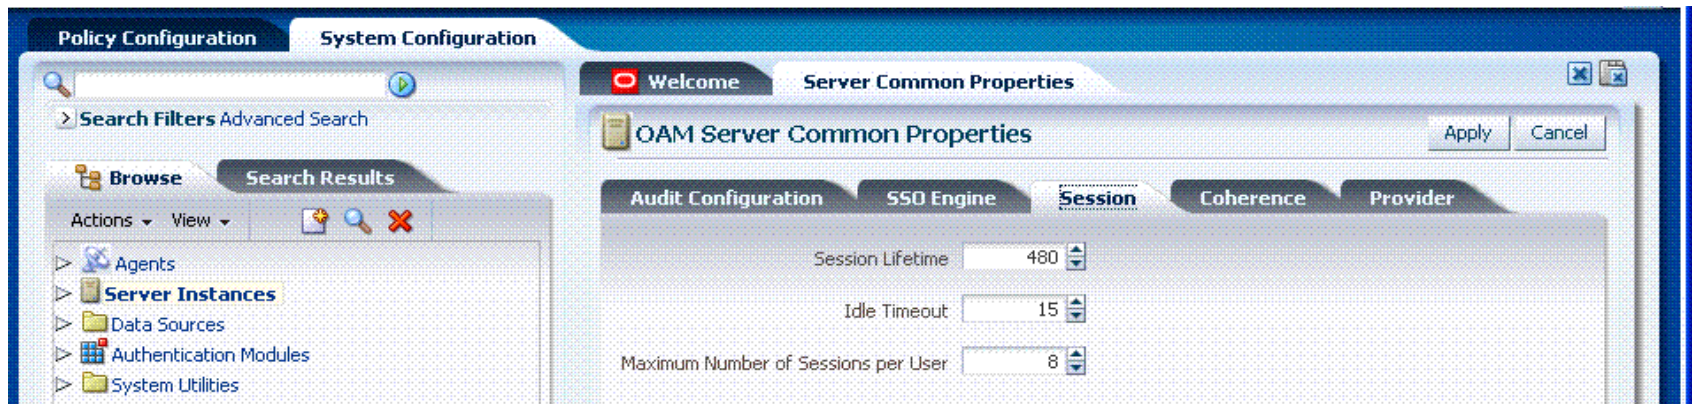 Policy Configuration System Configuration
Search Filters Advanced Search
Browse Search Results
Actions View
Agents
Server Instances
Data Sources
Authentication Modules
System Utilities
Welcome Server Common Properties
OAM Server Common Properties Apply Cancel
Audit Configuration SSO Engine Session Coherence Provider
Session Lifetime 480
Idle Timeout 15
Maximum Number of Sessions per User 8